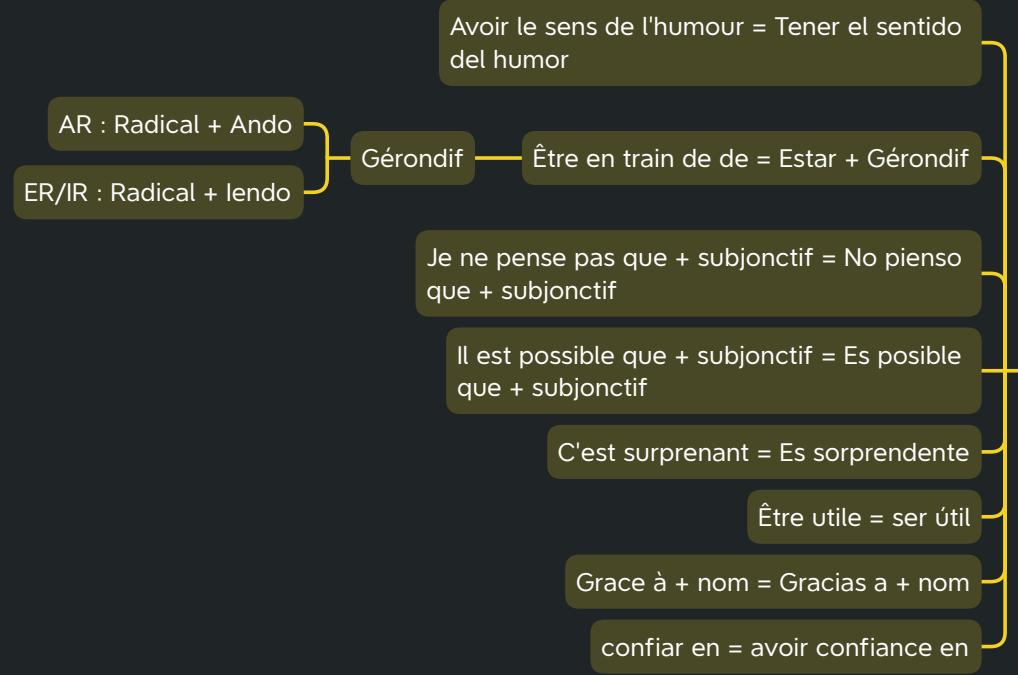 Avoir le sens de l'humour = Tener el sentido
del humor
AR : Radical + Ando
ER/IR : Radical + Iendo
Gérondif
Être en train de de = Estar + Gérondif
Je ne pense pas que + subjonctif = No pienso
que + subjonctif
Il est possible que + subjonctif = Es posible
que + subjonctif
C'est surprenant = Es sorprendente
Être utile = ser útil
Grace à + nom = Gracias a + nom
confiar en = avoir confiance en